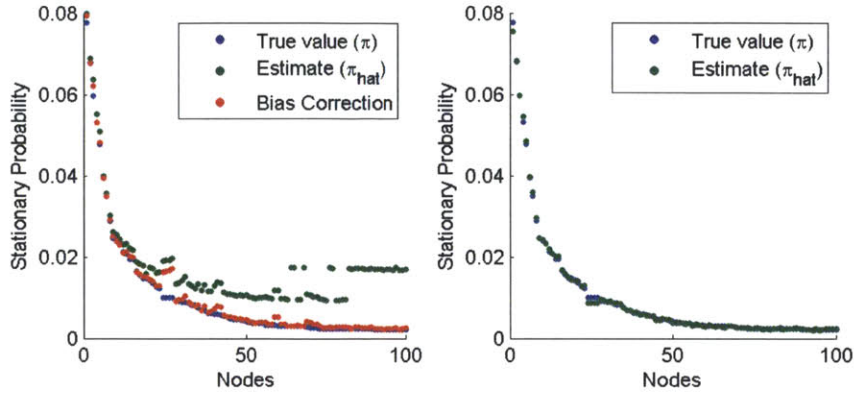 0.08
0.06
0.04
0.02
0
Stationary Probability
0
50
100
Nodes
True value (π)
Estimate (π_hat)
Bias Correction
0.08
0.06
0.04
0.02
0
Stationary Probability
0
50
100
Nodes
True value (π)
Estimate (π_hat)